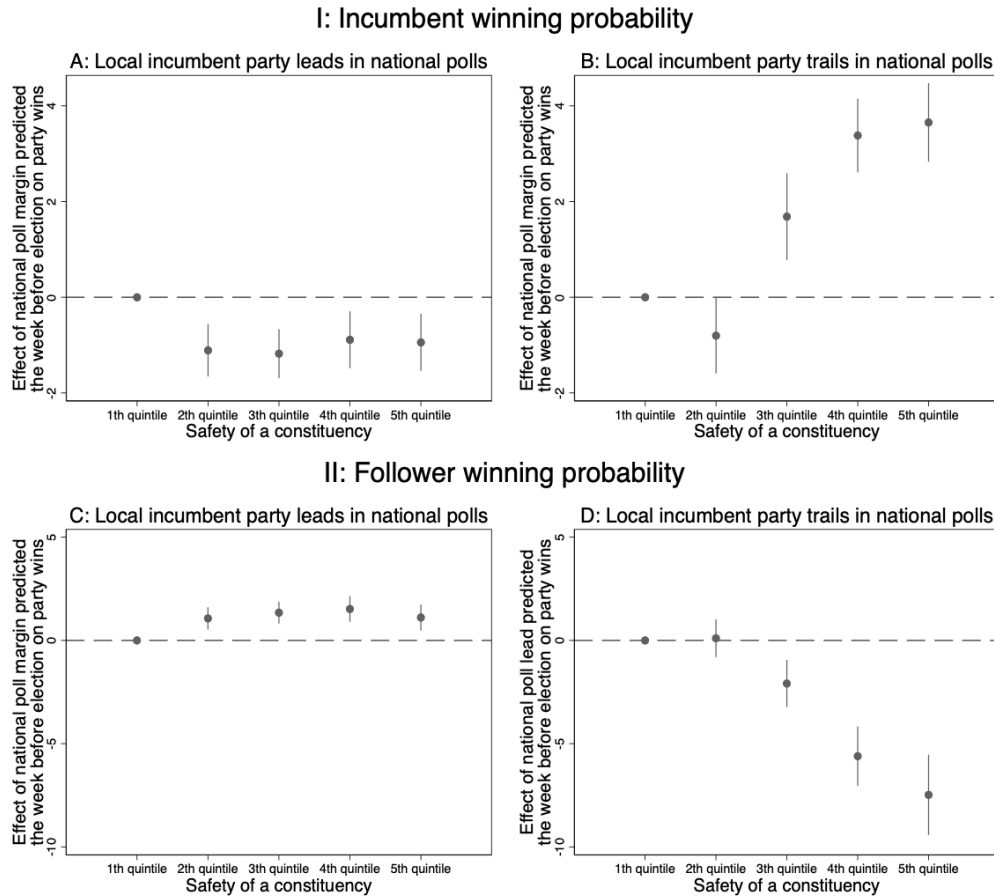 I: Incumbent winning probability
A: Local incumbent party leads in national polls
Effect of national poll margin predicted
the week before election on party wins
4
2
0
-2
1th quintile 2th quintile 3th quintile 4th quintile 5th quintile
Safety of a constituency
B: Local incumbent party trails in national polls
Effect of national poll margin predicted
the week before election on party wins
4
2
0
-2
1th quintile 2th quintile 3th quintile 4th quintile 5th quintile
Safety of a constituency
II: Follower winning probability
C: Local incumbent party leads in national polls
Effect of national poll margin predicted
the week before election on party wins
5
0
-5
-10
1th quintile 2th quintile 3th quintile 4th quintile 5th quintile
Safety of a constituency
D: Local incumbent party trails in national polls
Effect of national poll lead predicted
the week before election on party wins
5
0
-5
-10
1th quintile 2th quintile 3th quintile 4th quintile 5th quintile
Safety of a constituency